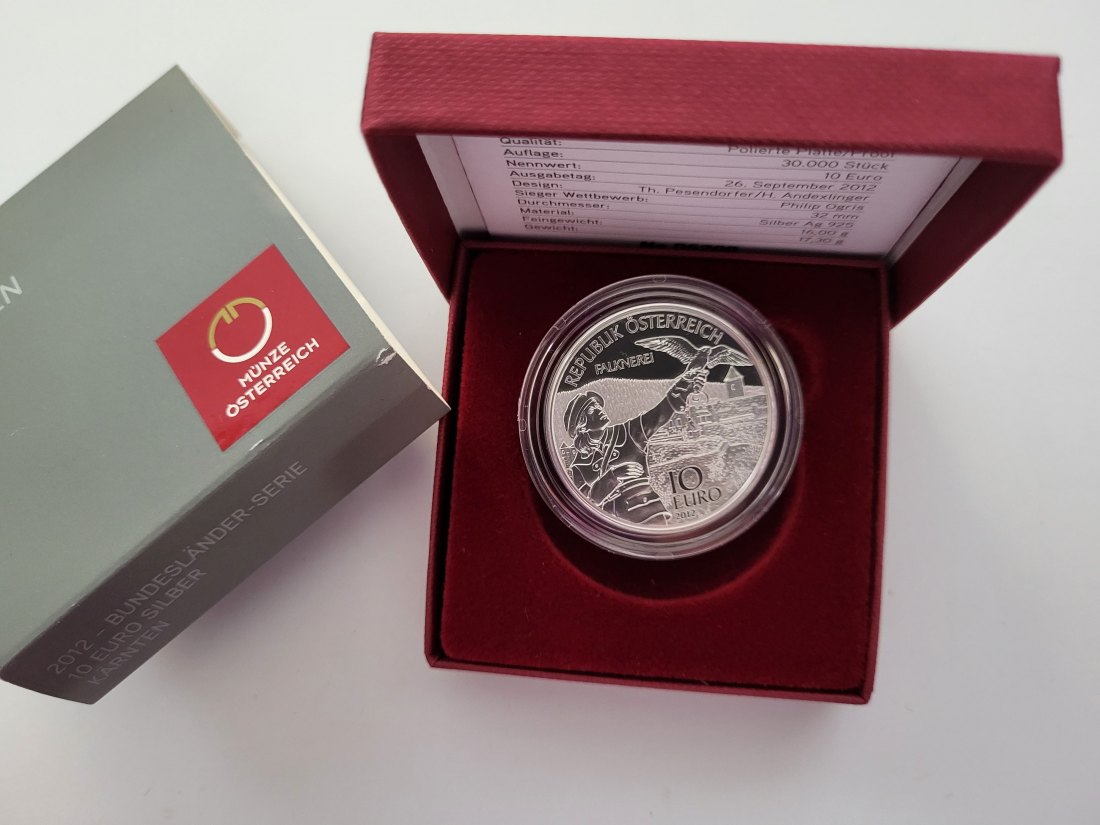 EN
MÜNZE
ÖSTERREICH
2012 - BUNDESLÄNDER-SERIE
10 EURO SILBER
KÄRNTEN
Qualität: Polierte Platte/Proof
Auflage: 30.000 Stück
Nennwert: 10 Euro
Ausgabetag: 26. September 2012
Design: Th. Pesendorfer/H. Andexlinger
Sieger Wettbewerb: Philip Ogris
Durchmesser: 32 mm
Material: Silber Ag 925
Feingewicht: 16,00 g
Gewicht: 17,30 g
REPUBLIK ÖSTERREICH
FALKNEREI
10
EURO
2012